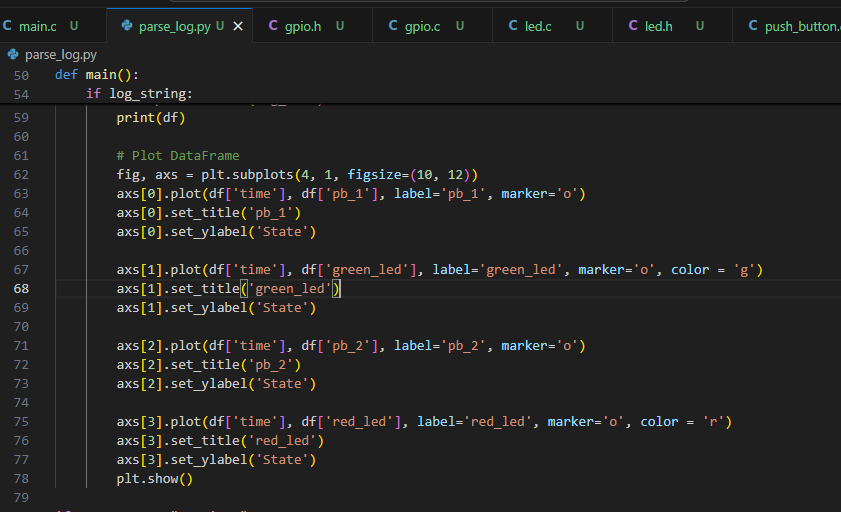 main.c U parse_log.py U gpio.h U gpio.c U led.c U led.h U push_button.
parse_log.py
50 def main():
54 if log_string:
59 print(df)
60
61 # Plot DataFrame
62 fig, axs = plt.subplots(4, 1, figsize=(10, 12))
63 axs[0].plot(df['time'], df['pb_1'], label='pb_1', marker='o')
64 axs[0].set_title('pb_1')
65 axs[0].set_ylabel('State')
66
67 axs[1].plot(df['time'], df['green_led'], label='green_led', marker='o', color = 'g')
68 axs[1].set_title('green_led')
69 axs[1].set_ylabel('State')
70
71 axs[2].plot(df['time'], df['pb_2'], label='pb_2', marker='o')
72 axs[2].set_title('pb_2')
73 axs[2].set_ylabel('State')
74
75 axs[3].plot(df['time'], df['red_led'], label='red_led', marker='o', color = 'r')
76 axs[3].set_title('red_led')
77 axs[3].set_ylabel('State')
78 plt.show()
79